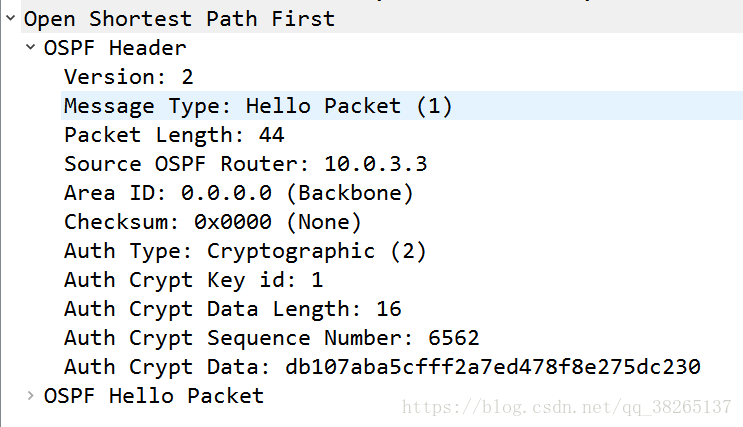 Open Shortest Path First
OSPF Header
Version: 2
Message Type: Hello Packet (1)
Packet Length: 44
Source OSPF Router: 10.0.3.3
Area ID: 0.0.0.0 (Backbone)
Checksum: 0x0000 (None)
Auth Type: Cryptographic (2)
Auth Crypt Key id: 1
Auth Crypt Data Length: 16
Auth Crypt Sequence Number: 6562
Auth Crypt Data: db107aba5cfff2a7ed478f8e275dc230
OSPF Hello Packet
https://blog.csdn.net/qq_38265137